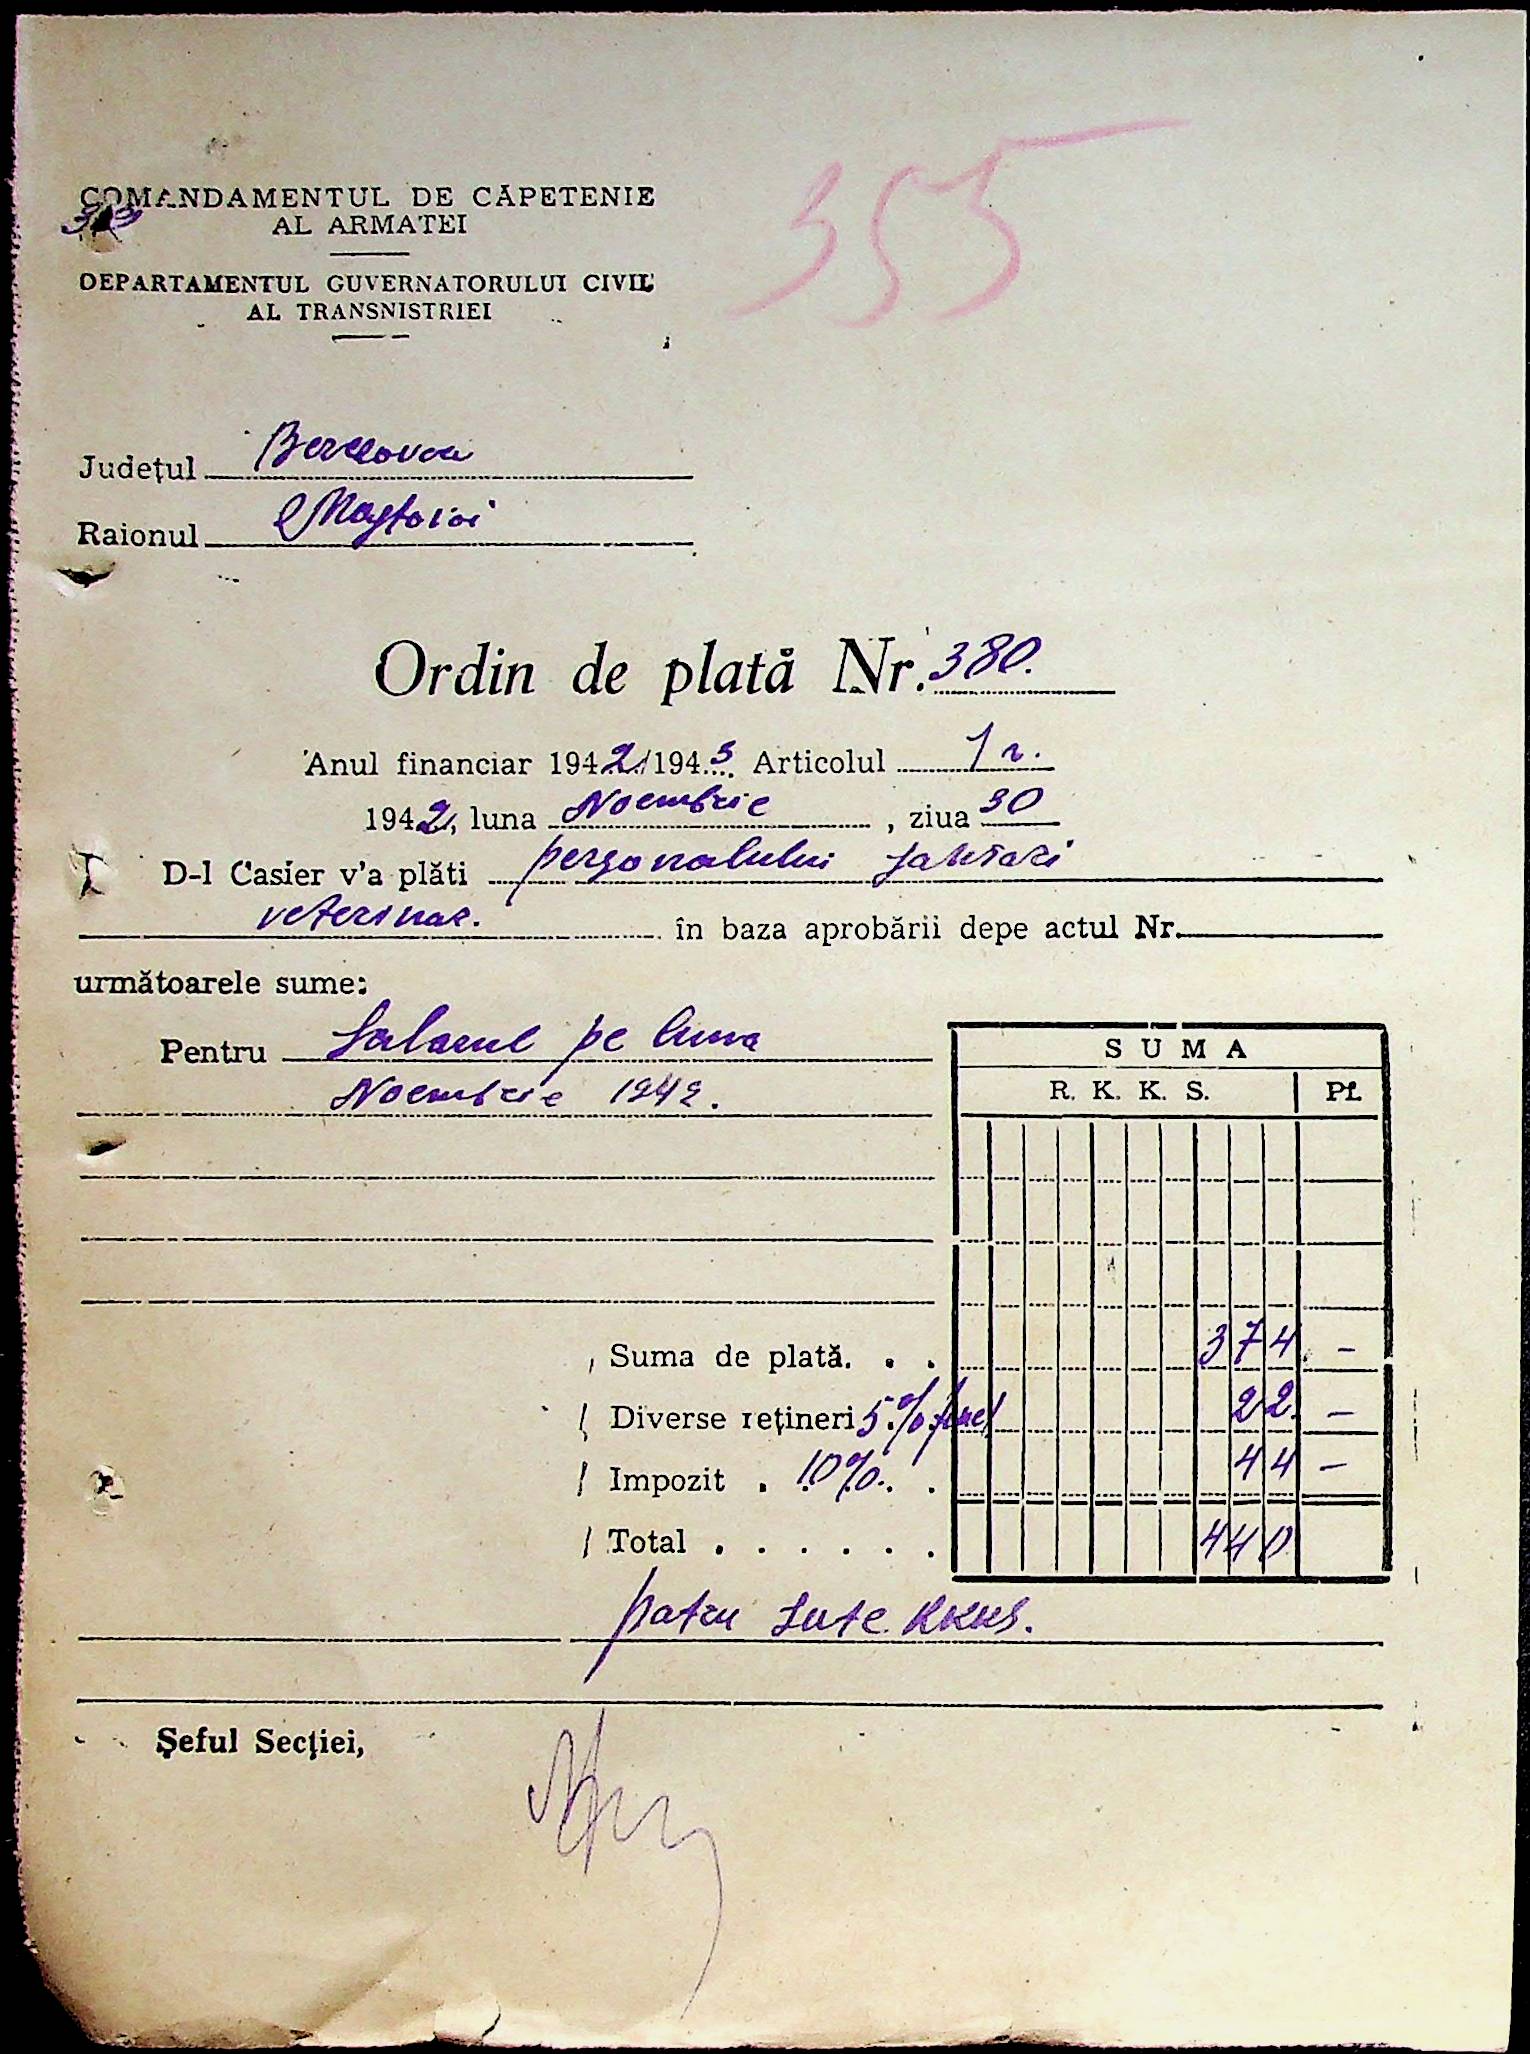 355
COMANDAMENTUL DE CĂPETENIE
AL ARMATEI
DEPARTAMENTUL GUVERNATORULUI CIVIL
AL TRANSNISTRIEI
Județul Berezovca
Raionul Mostovoi
Ordin de plată Nr. 380.
Anul financiar 1942/1943 Articolul 1 r.
1942, luna Noembrie, ziua 30
D-l Casier v'a plăti personalului sanitari
veterinar. în baza aprobării depe actul Nr.
următoarele sume:
Pentru Salarul pe luna
Noembrie 1942.
SUMA
R. K. K. S. Pf.
Suma de plată. . . 374 -
Diverse rețineri 5% 22. -
Impozit . 10% . . 44 -
Total . . . . . . 440
patru sute RKKS.
Șeful Secției,